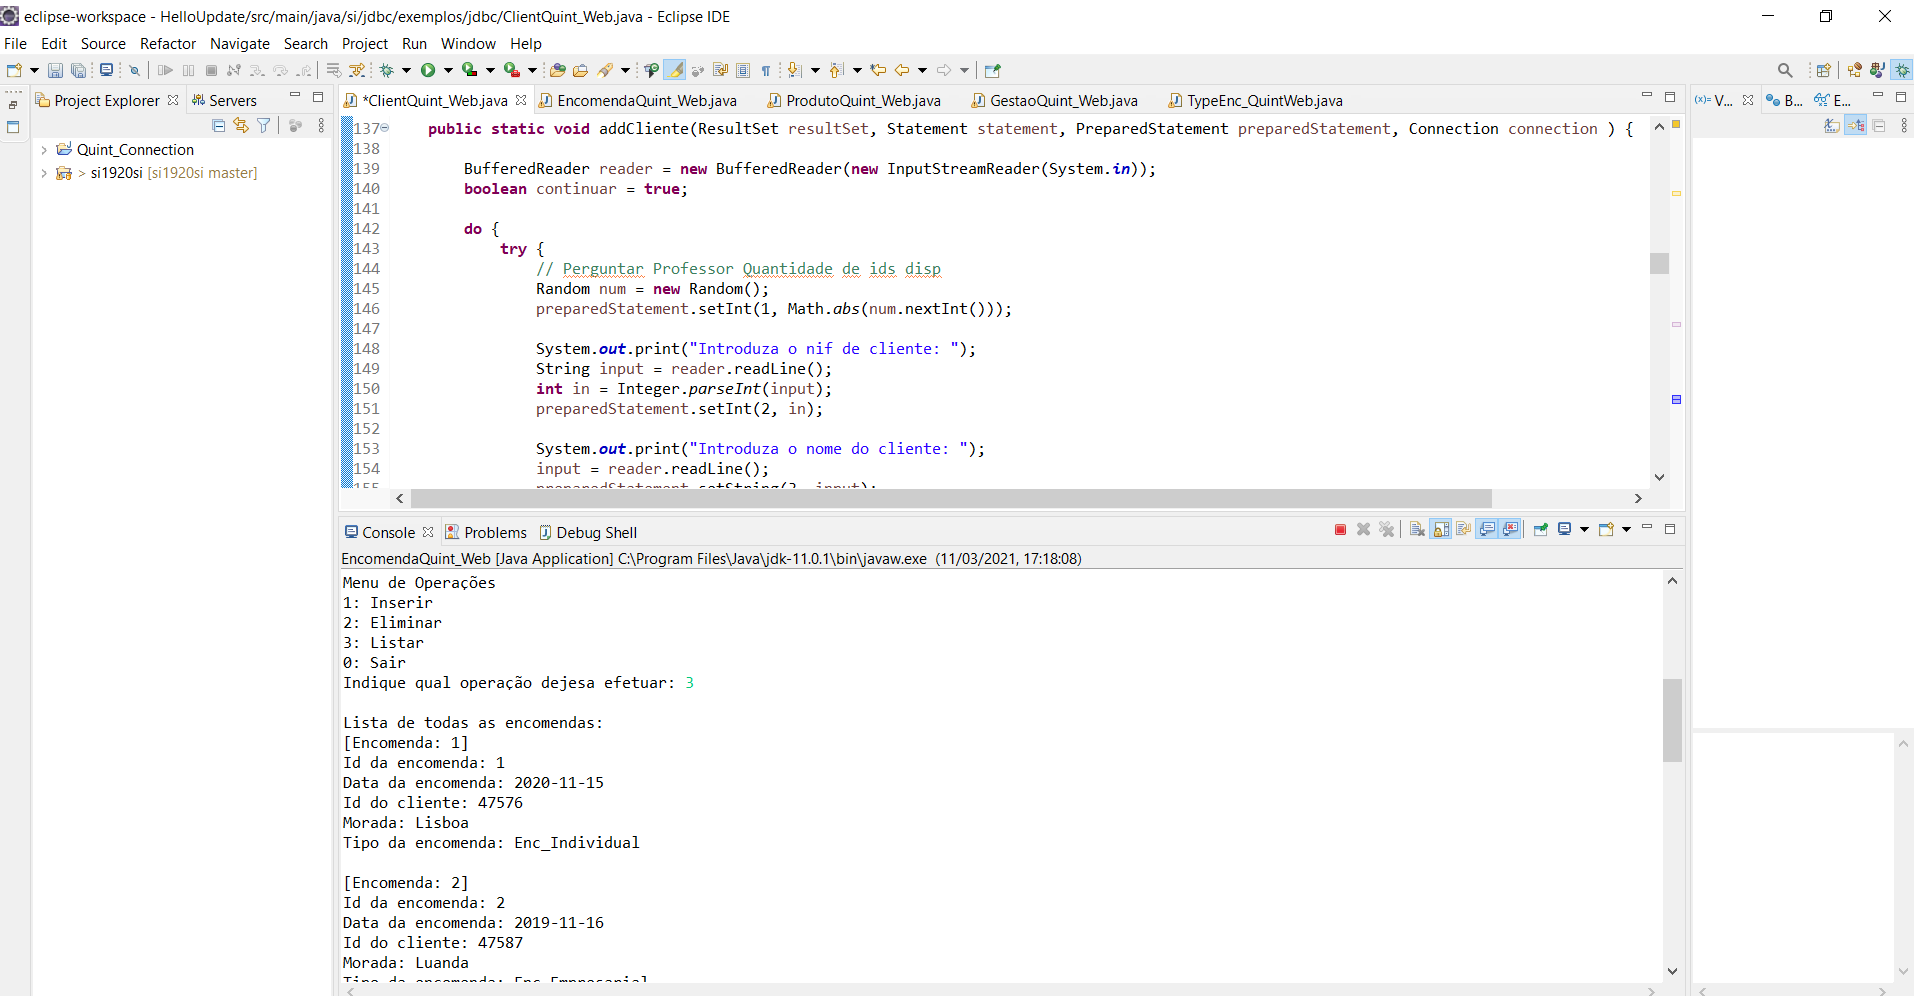 eclipse-workspace - HelloUpdate/src/main/java/si/jdbc/exemplos/jdbc/ClientQuint_Web.java - Eclipse IDE
File Edit Source Refactor Navigate Search Project Run Window Help
Project Explorer Servers
*ClientQuint_Web.java EncomendaQuint_Web.java ProdutoQuint_Web.java GestaoQuint_Web.java TypeEnc_QuintWeb.java
(x)= V... B... E...
Quint_Connection
> si1920si [si1920si master]
137 public static void addCliente(ResultSet resultSet, Statement statement, PreparedStatement preparedStatement, Connection connection ) {
138
139 BufferedReader reader = new BufferedReader(new InputStreamReader(System.in));
140 boolean continuar = true;
141
142 do {
143 try {
144 // Perguntar Professor Quantidade de ids disp
145 Random num = new Random();
146 preparedStatement.setInt(1, Math.abs(num.nextInt()));
147
148 System.out.print("Introduza o nif de cliente: ");
149 String input = reader.readLine();
150 int in = Integer.parseInt(input);
151 preparedStatement.setInt(2, in);
152
153 System.out.print("Introduza o nome do cliente: ");
154 input = reader.readLine();
155 preparedStatement.setString(3, input);
Console Problems Debug Shell
EncomendaQuint_Web [Java Application] C:\Program Files\Java\jdk-11.0.1\bin\javaw.exe (11/03/2021, 17:18:08)
Menu de Operações
1: Inserir
2: Eliminar
3: Listar
0: Sair
Indique qual operação dejesa efetuar: 3
Lista de todas as encomendas:
[Encomenda: 1]
Id da encomenda: 1
Data da encomenda: 2020-11-15
Id do cliente: 47576
Morada: Lisboa
Tipo da encomenda: Enc_Individual
[Encomenda: 2]
Id da encomenda: 2
Data da encomenda: 2019-11-16
Id do cliente: 47587
Morada: Luanda
Tipo da encomenda: Enc_Empresarial